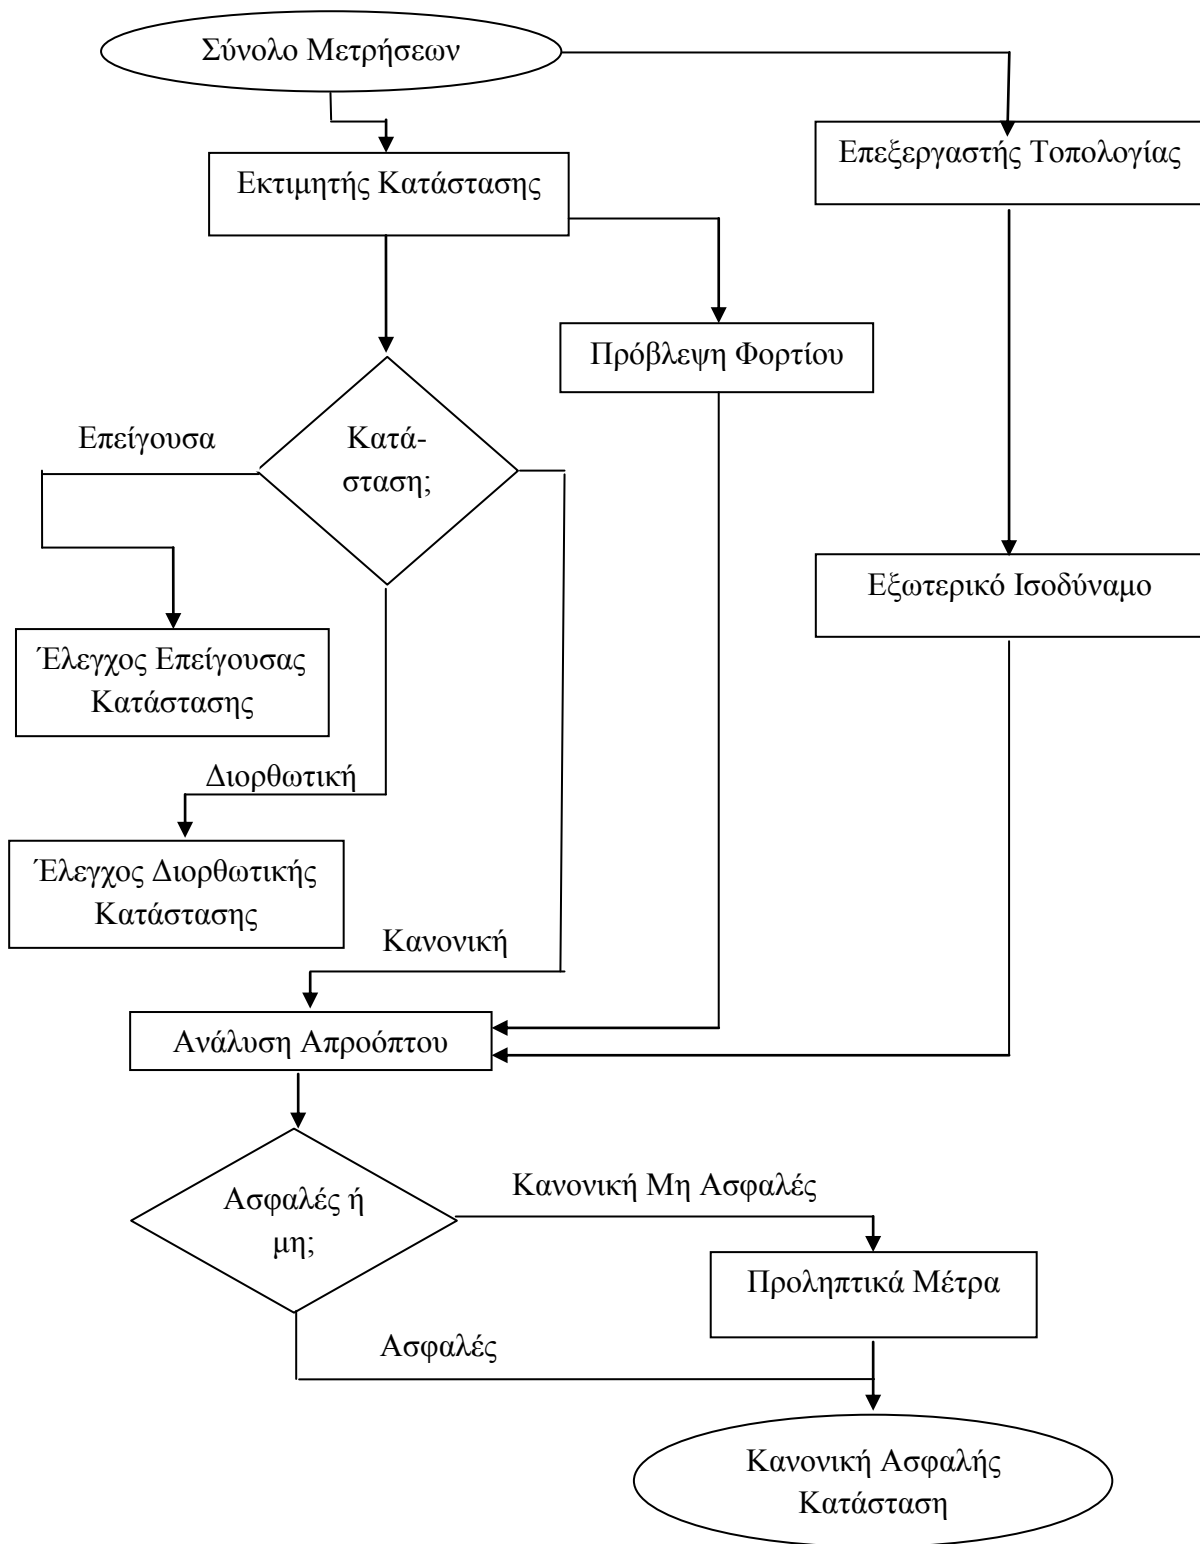 Σύνολο Μετρήσεων
Επεξεργαστής Τοπολογίας
Εκτιμητής Κατάστασης
Πρόβλεψη Φορτίου
Επείγουσα
Κατά-
σταση;
Εξωτερικό Ισοδύναμο
Έλεγχος Επείγουσας
Κατάστασης
Διορθωτική
Έλεγχος Διορθωτικής
Κατάστασης
Κανονική
Ανάλυση Απροόπτου
Ασφαλές ή
μη;
Κανονική Μη Ασφαλές
Προληπτικά Μέτρα
Ασφαλές
Κανονική Ασφαλής
Κατάσταση